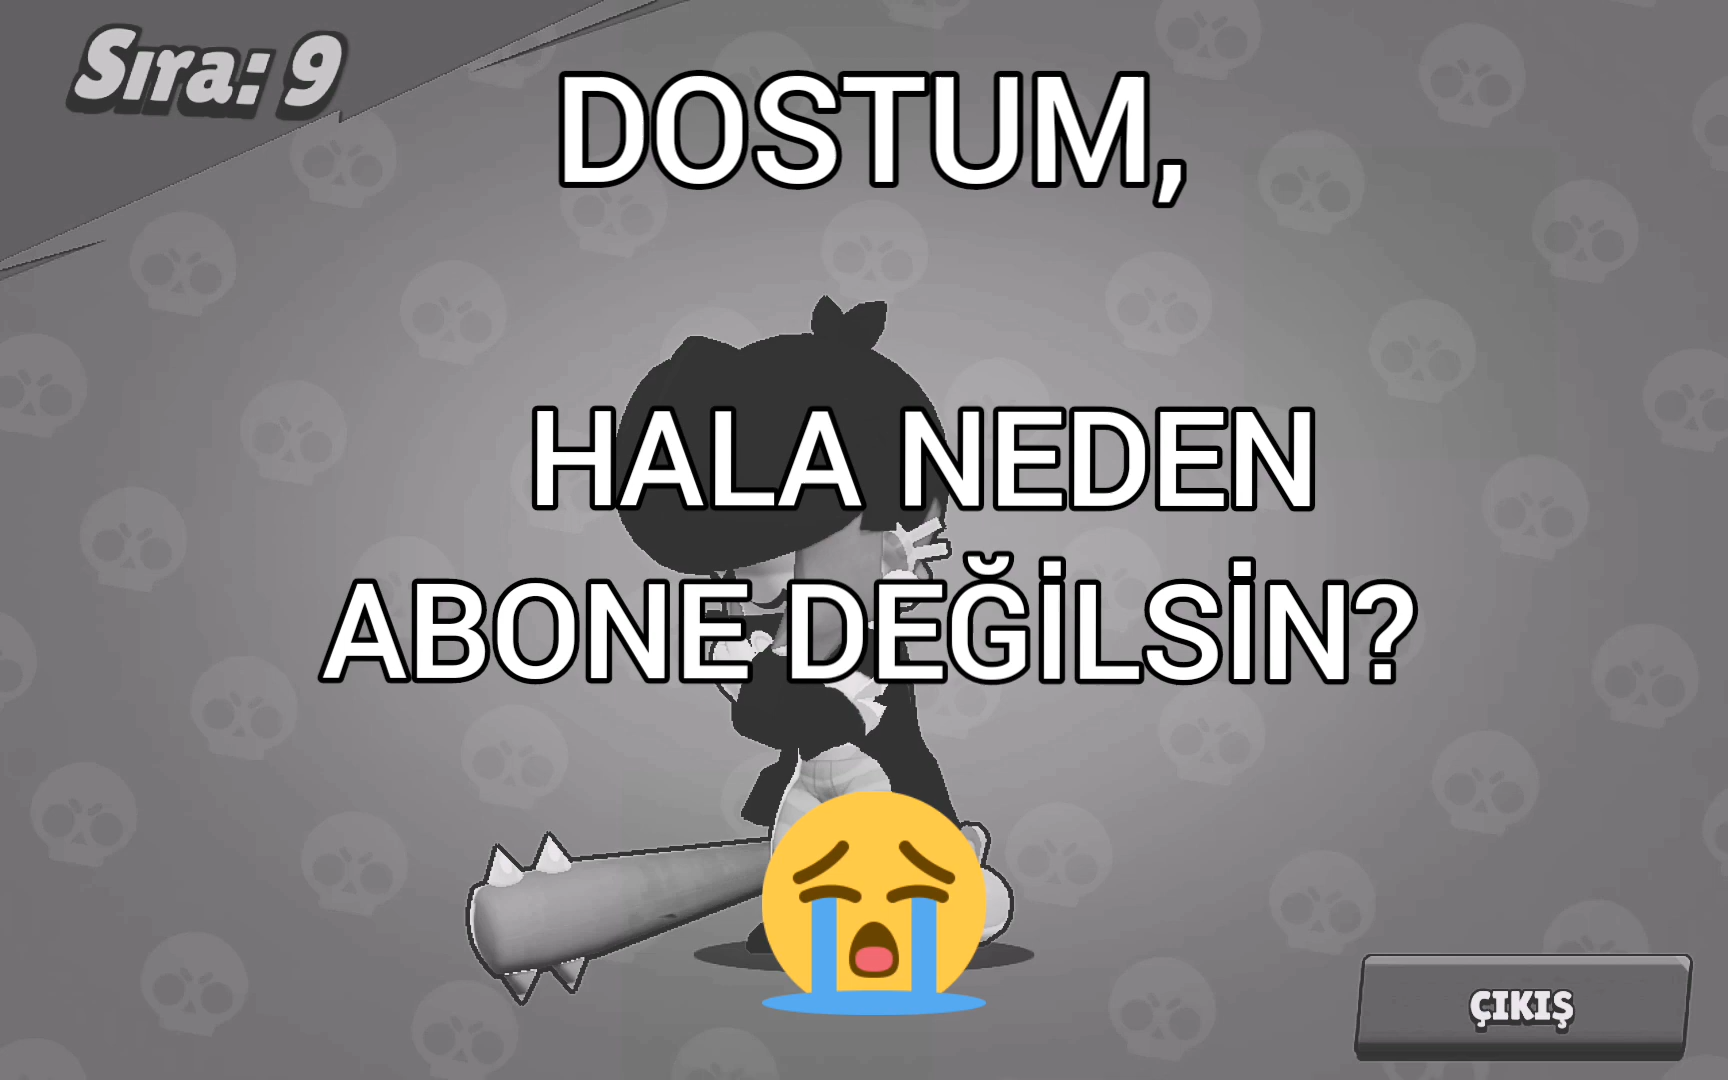 Sıra: 9
DOSTUM,
HALA NEDEN
ABONE DEĞİLSİN?
ÇIKIŞ